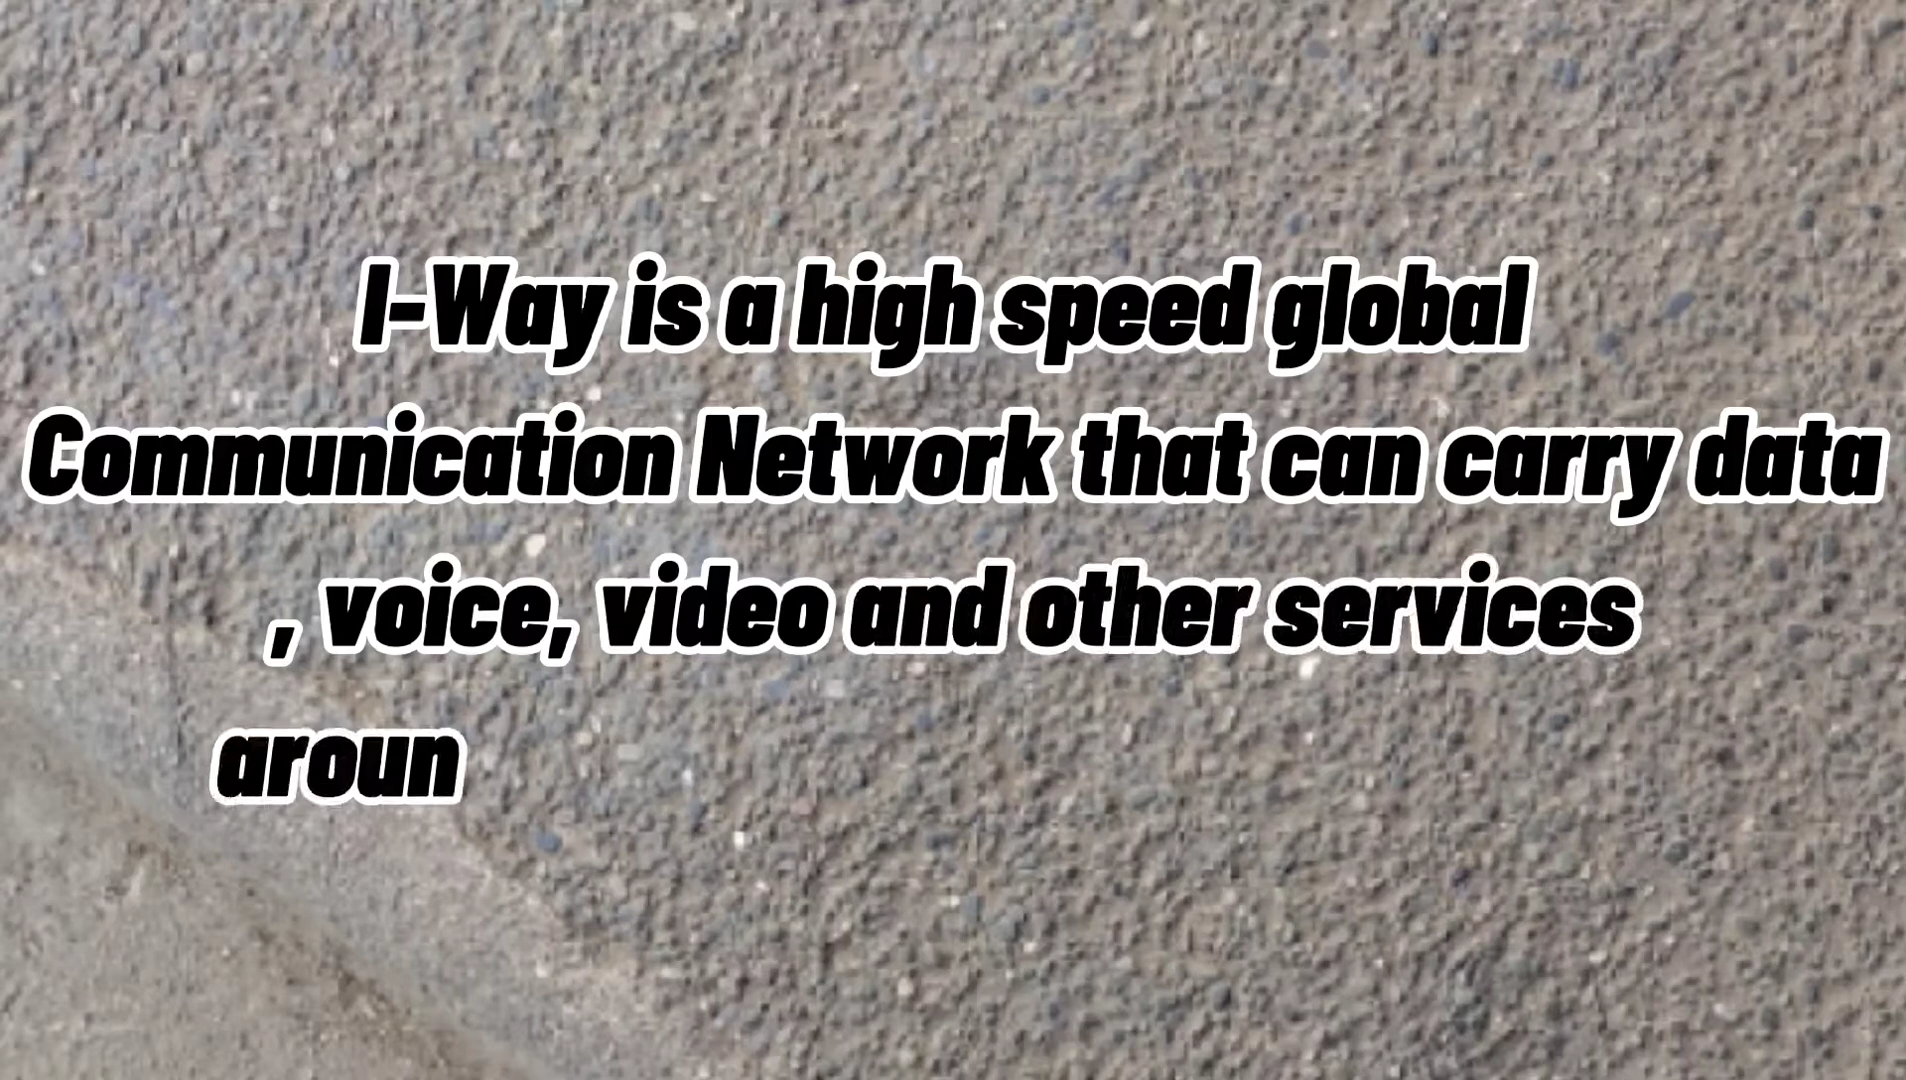 I-Way is a high speed global
Communication Network that can carry data
, voice, video and other services
aroun